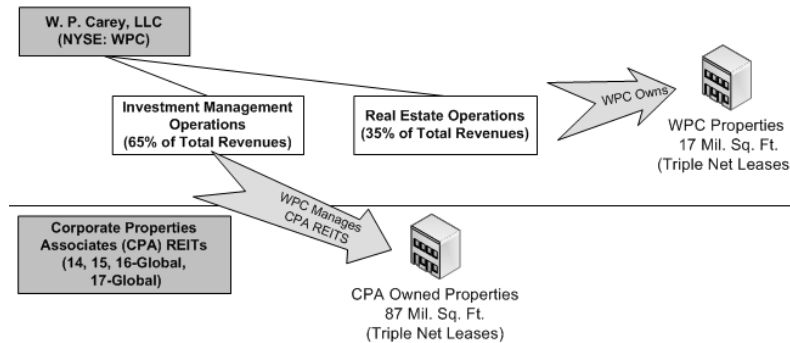 W. P. Carey, LLC
(NYSE: WPC)
Investment Management
Operations
(65% of Total Revenues)
Real Estate Operations
(35% of Total Revenues)
WPC Owns
WPC Properties
17 Mil. Sq. Ft.
(Triple Net Leases
WPC Manages
CPA REITS
Corporate Properties
Associates (CPA) REITs
(14, 15, 16-Global,
17-Global)
CPA Owned Properties
87 Mil. Sq. Ft.
(Triple Net Leases)